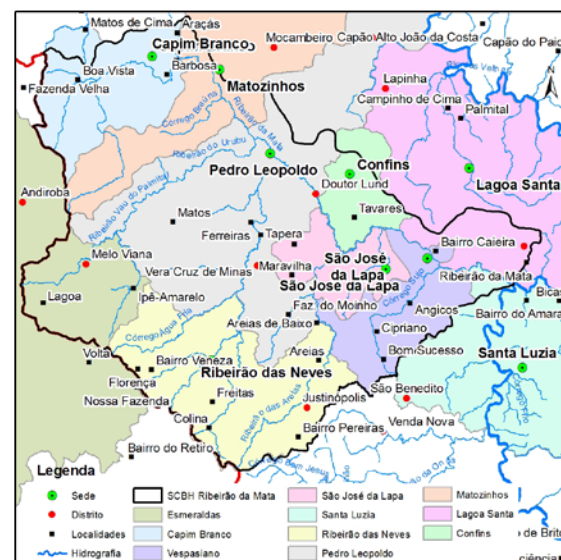 Matos de Cima Araçás
Capim Branco
Mocambeiro
Capão Alto João da Costa
Capão do
Boa Vista
Barbosa
Fazenda Velha
Matozinhos
Lapinha
Campinho de Cima
Palmital
N
Córrego Braúna
Ribeirão da Mata
Ribeirão do Urubu
Confins
Pedro Leopoldo
Doutor Lund
Lagoa Santa
Andiroba
Ribeirão Vau do Palmital
Matos
Tavares
Ferreiras
Tapera
Bairro Caieira
Melo Viana
Vera Cruz de Minas
Maravilha
São José
da Lapa
São José da Lapa
Ribeirão da Mata
Córrego Sujo
Lagoa
Ipê-Amarelo
Faz. do Moinho
Angicos
Bicas
Bairro do Amara
Córrego Água Fria
Areias de Baixo
Cipriano
Volta
Bairro Veneza
Areias
Bom Sucesso
Santa Luzia
Florença
Ribeirão das Neves
Nossa Fazenda
Freitas
Justinópolis
São Benedito
Ribeirão das Areias
Colina
Venda Nova
Bairro Pereiras
Bairro do Retiro
Legenda
Sede
SCBH Ribeirão da Mata
São José da Lapa
Matozinhos
Distrito
Esmeraldas
Santa Luzia
Lagoa Santa
Localidades
Capim Branco
Ribeirão das Neves
Confins
Hidrografia
Vespasiano
Pedro Leopoldo